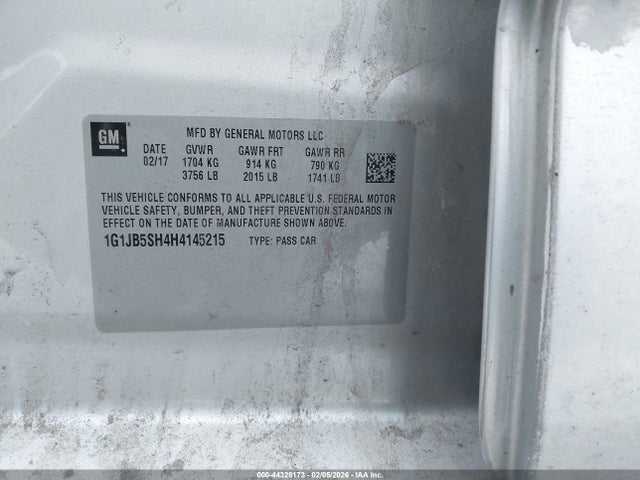 GM
MFD BY GENERAL MOTORS LLC
DATE GVWR GAWR FRT GAWR RR
02/17 1704 KG 914 KG 790 KG
3756 LB 2015 LB 1741 LB
THIS VEHICLE CONFORMS TO ALL APPLICABLE U.S. FEDERAL MOTOR
VEHICLE SAFETY, BUMPER, AND THEFT PREVENTION STANDARDS IN
EFFECT ON THE DATE OF MANUFACTURE SHOWN ABOVE.
1G1JB5SH4H4145215 TYPE: PASS CAR
000-44328173 - 02/05/2026 - IAA Inc.